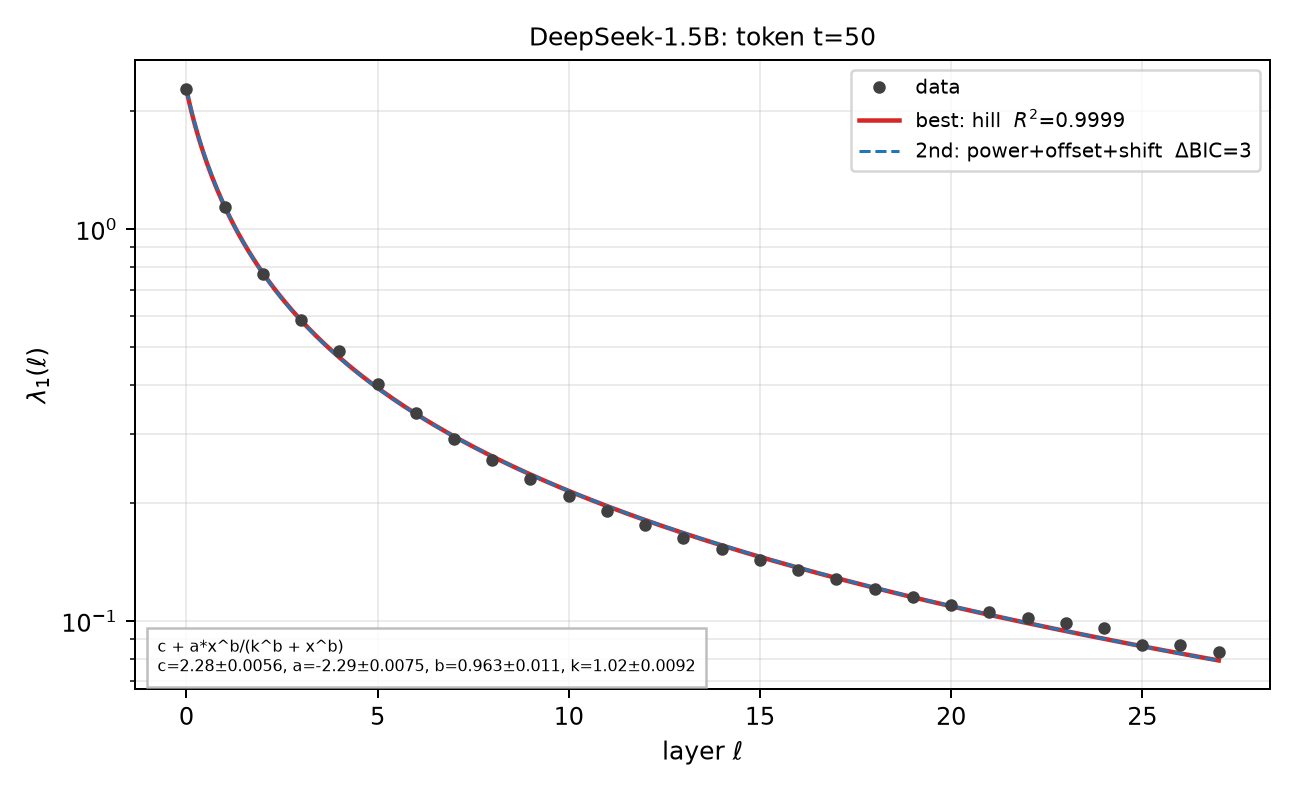 DeepSeek-1.5B: token t=50
data
best: hill R²=0.9999
2nd: power+offset+shift ΔBIC=3
10⁰
10⁻¹
λ₁(ℓ)
c + a*x^b/(k^b + x^b)
c=2.28±0.0056, a=-2.29±0.0075, b=0.963±0.011, k=1.02±0.0092
0 5 10 15 20 25
layer ℓ